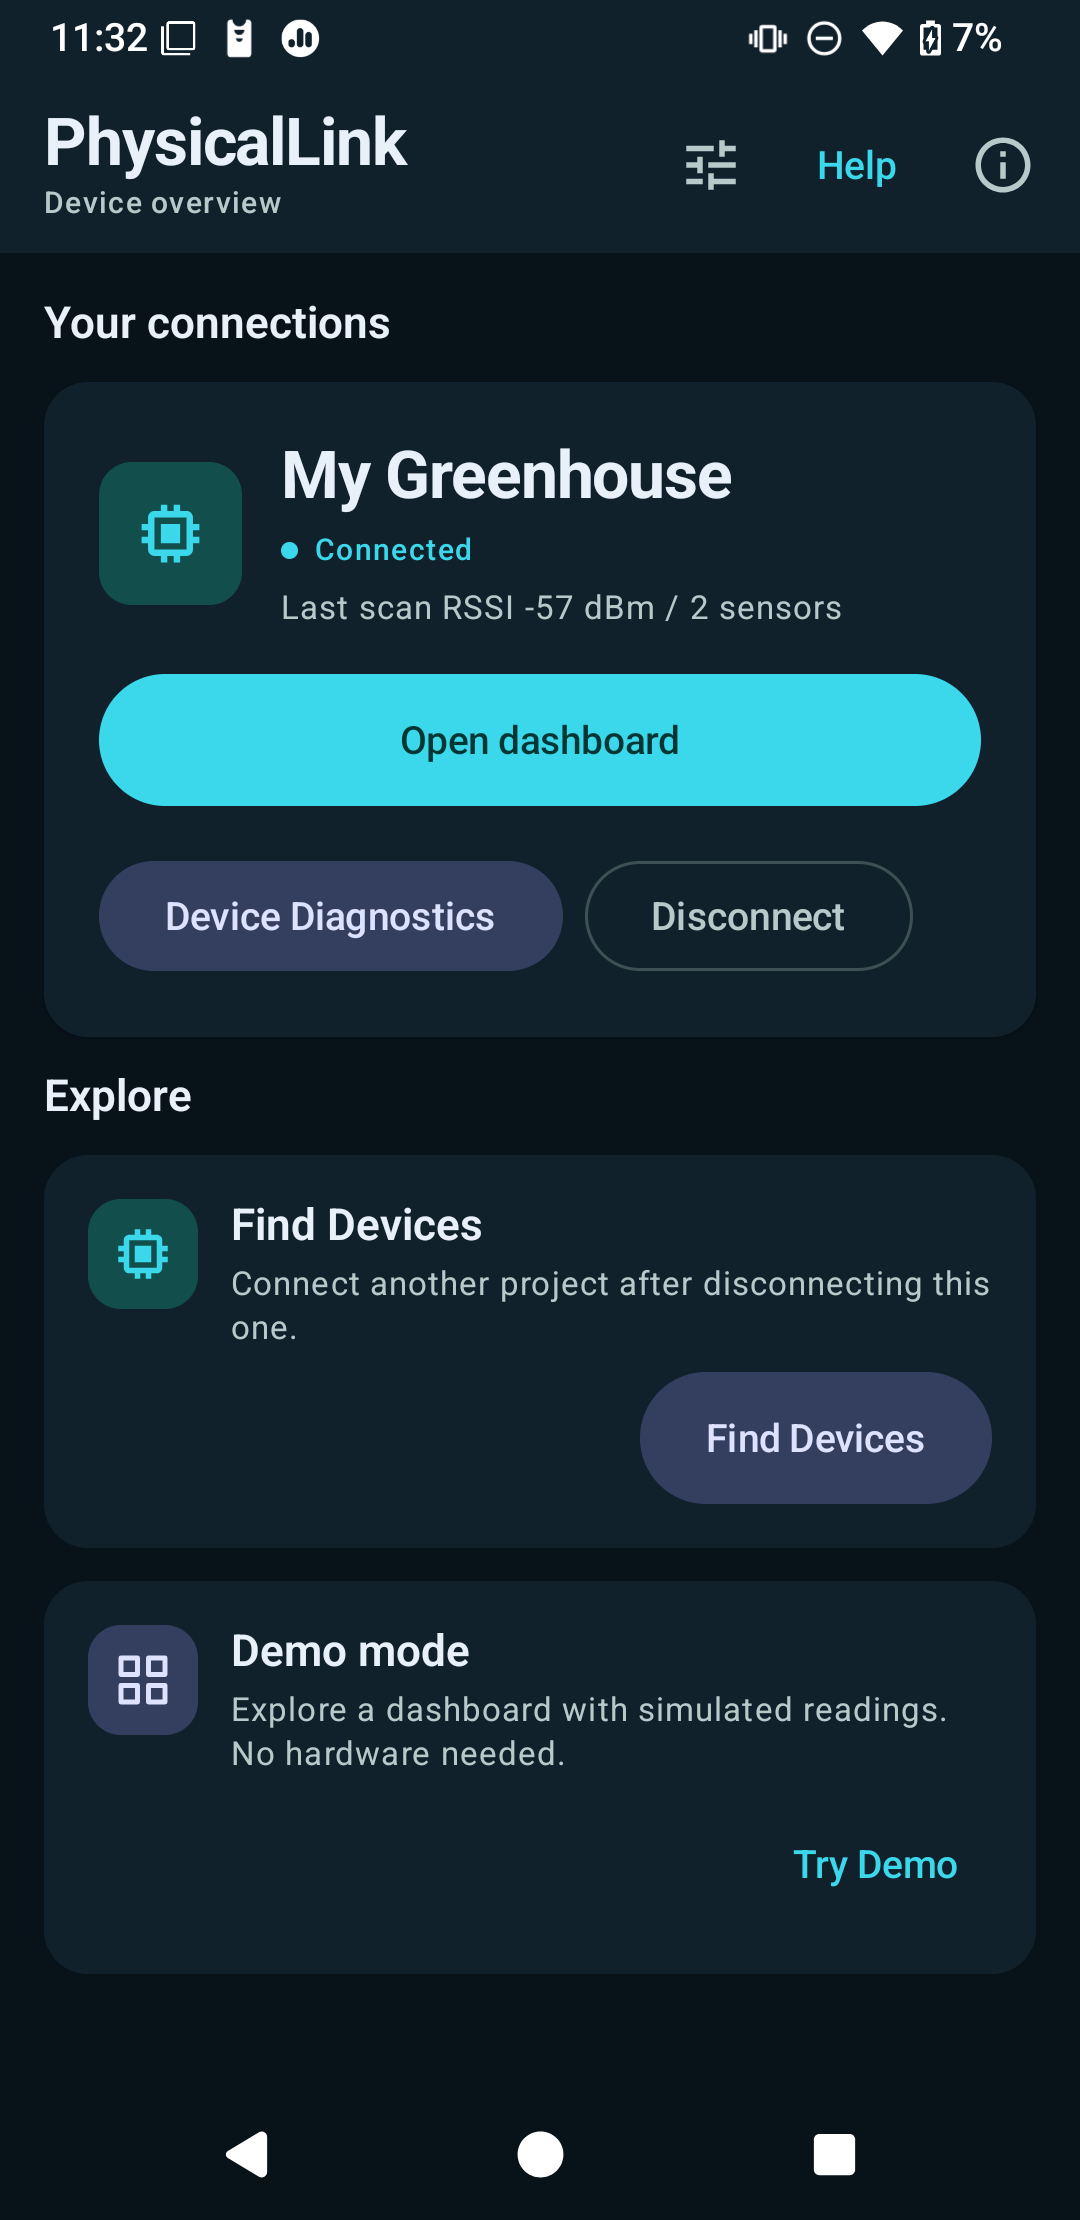 11:32
7%
PhysicalLink
Device overview
Help
Your connections
My Greenhouse
Connected
Last scan RSSI -57 dBm / 2 sensors
Open dashboard
Device Diagnostics
Disconnect
Explore
Find Devices
Connect another project after disconnecting this
one.
Find Devices
Demo mode
Explore a dashboard with simulated readings.
No hardware needed.
Try Demo